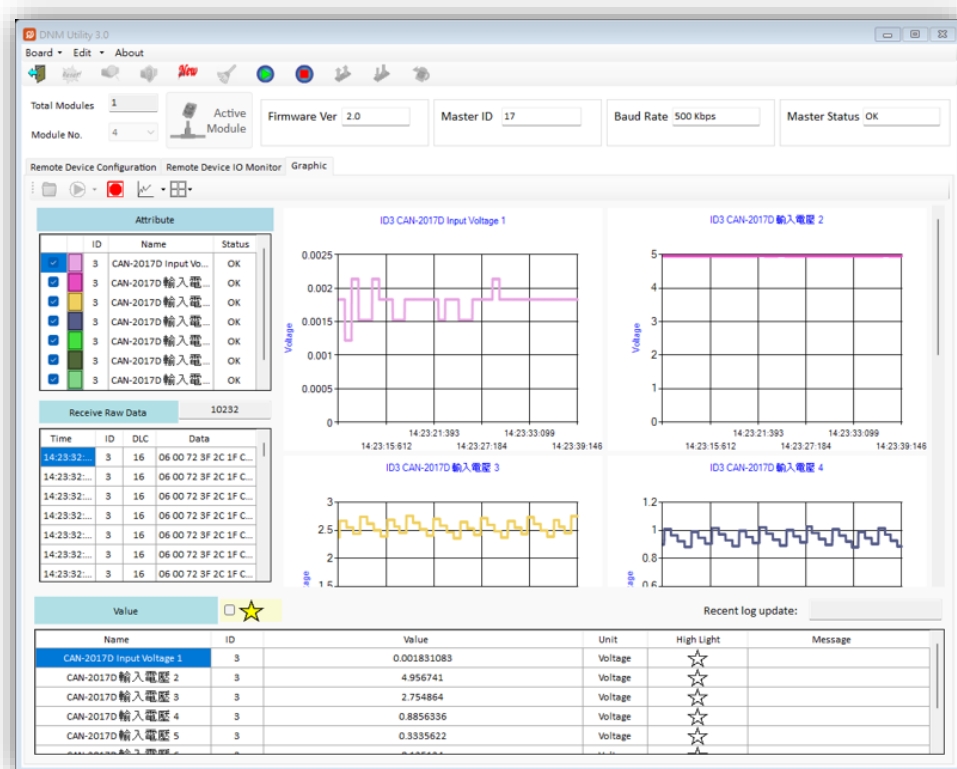 DNM Utility 3.0
Board Edit About
New
Total Modules 1
Module No. 4
Active Module
Firmware Ver 2.0
Master ID 17
Baud Rate 500 Kbps
Master Status OK
Remote Device Configuration Remote Device IO Monitor Graphic
Attribute
ID Name Status
3 CAN-2017D Input Vo... OK
3 CAN-2017D 輸入電... OK
3 CAN-2017D 輸入電... OK
3 CAN-2017D 輸入電... OK
3 CAN-2017D 輸入電... OK
3 CAN-2017D 輸入電... OK
3 CAN-2017D 輸入電... OK
Receive Raw Data 10232
Time ID DLC Data
14:23:32:... 3 16 06 00 72 3F 2C 1F C...
14:23:32:... 3 16 06 00 72 3F 2C 1F C...
14:23:32:... 3 16 06 00 72 3F 2C 1F C...
14:23:32:... 3 16 06 00 72 3F 2C 1F C...
14:23:32:... 3 16 06 00 72 3F 2C 1F C...
14:23:32:... 3 16 06 00 72 3F 2C 1F C...
14:23:32:... 3 16 06 00 72 3F 2C 1F C...
ID3 CAN-2017D Input Voltage 1
Voltage
0.0025
0.002
0.0015
0.001
0.0005
0
14:23:21:393 14:23:33:099
14:23:15:612 14:23:27:184 14:23:39:146
ID3 CAN-2017D 輸入電壓 2
Voltage
5
4
3
2
1
0
14:23:21:393 14:23:33:099
14:23:15:612 14:23:27:184 14:23:39:146
ID3 CAN-2017D 輸入電壓 3
3
2.5
2
1.5
ID3 CAN-2017D 輸入電壓 4
1.2
1
0.8
0.6
Value
Recent log update:
Name ID Value Unit High Light Message
CAN-2017D Input Voltage 1 3 0.001831083 Voltage
CAN-2017D 輸入電壓 2 3 4.956741 Voltage
CAN-2017D 輸入電壓 3 3 2.754864 Voltage
CAN-2017D 輸入電壓 4 3 0.8856336 Voltage
CAN-2017D 輸入電壓 5 3 0.3335622 Voltage